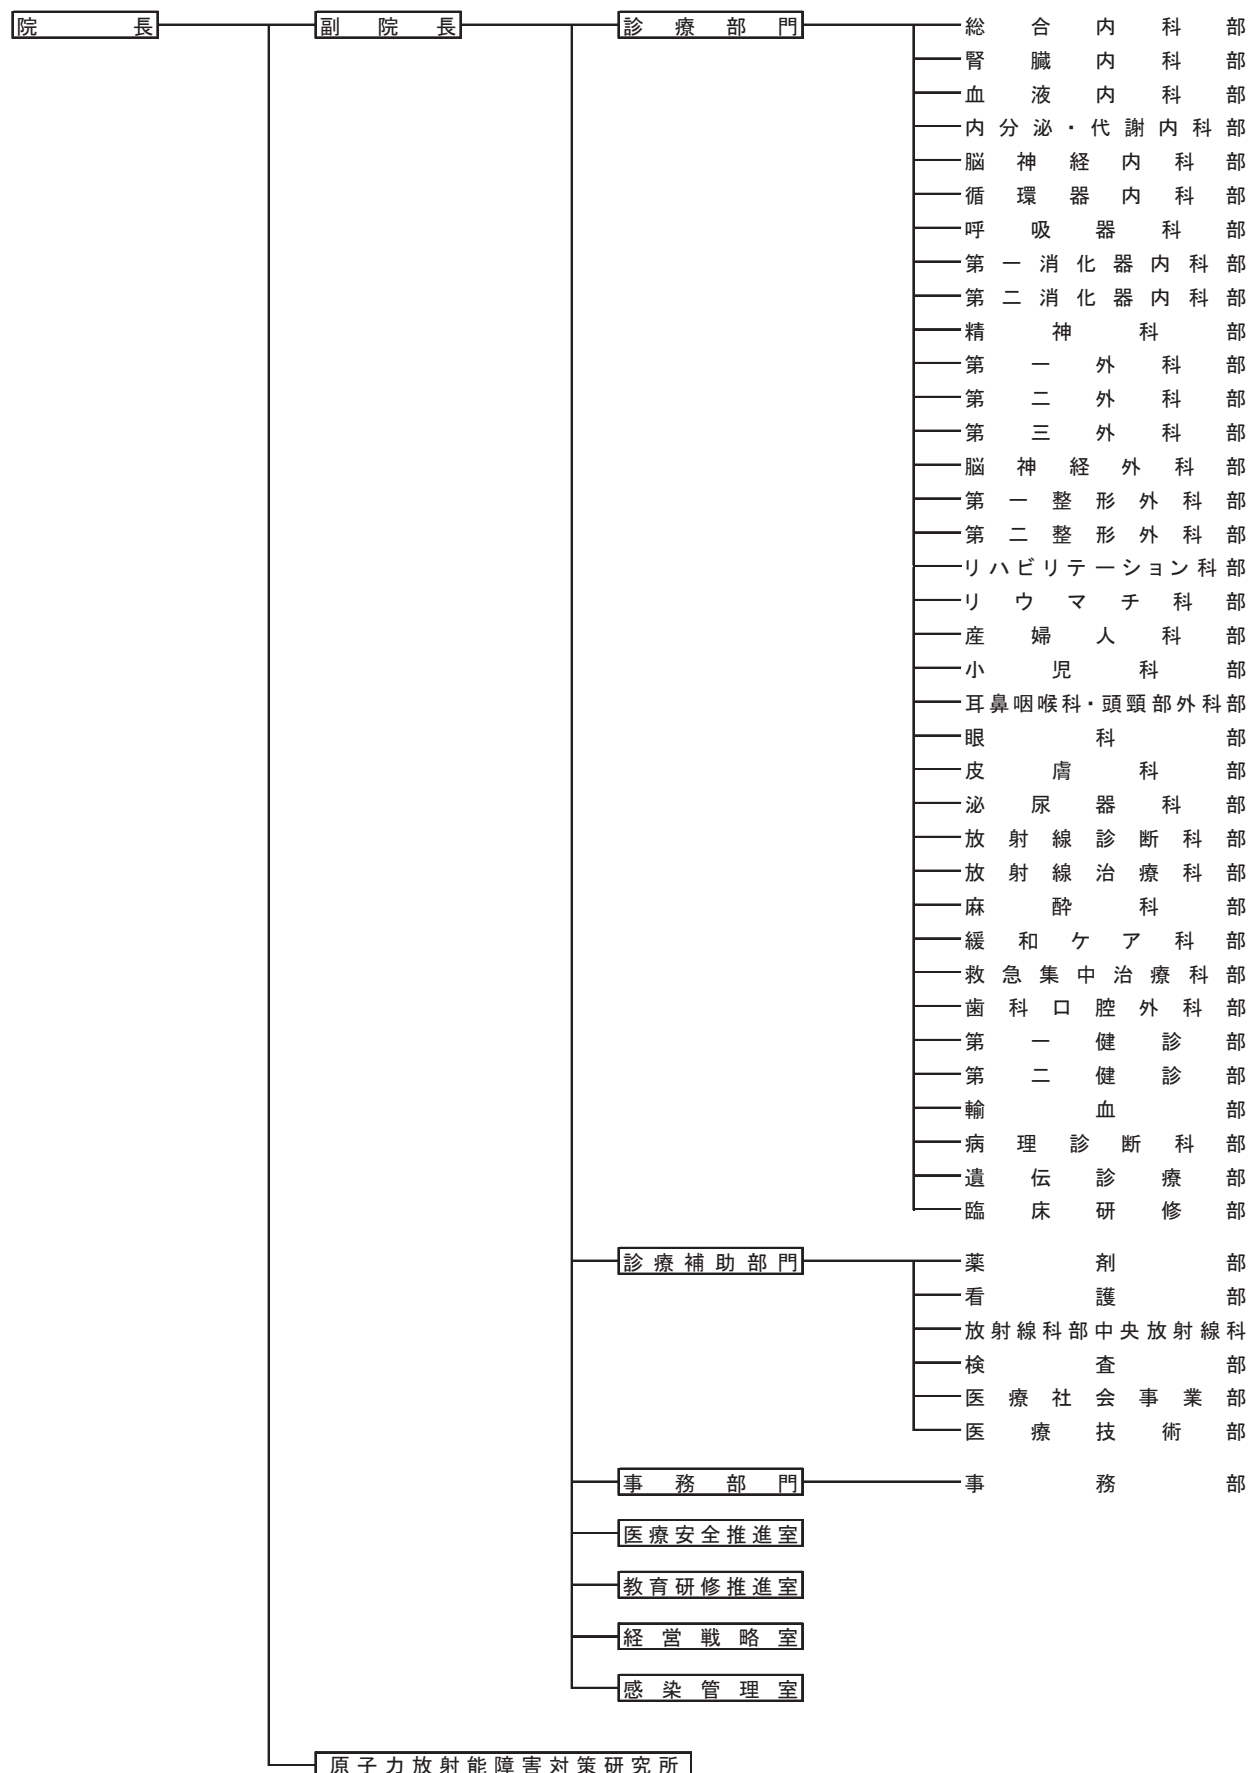 院長 副院長 診療部門 総合内科部
腎臓内科部
血液内科部
内分泌・代謝内科部
脳神経内科部
循環器内科部
呼吸器科部
第一消化器内科部
第二消化器内科部
精神科部
第一外科部
第二外科部
第三外科部
脳神経外科部
第一整形外科部
第二整形外科部
リハビリテーション科部
リウマチ科部
産婦人科部
小児科部
耳鼻咽喉科・頭頸部外科部
眼科部
皮膚科部
泌尿器科部
放射線診断科部
放射線治療科部
麻酔科部
緩和ケア科部
救急集中治療科部
歯科口腔外科部
第一健診部
第二健診部
輸血部
病理診断科部
遺伝診療部
臨床研修部
診療補助部門 薬剤部
看護部
放射線科部中央放射線科
検査部
医療社会事業部
医療技術部
事務部門 事務部
医療安全推進室
教育研修推進室
経営戦略室
感染管理室
原子力放射能障害対策研究所